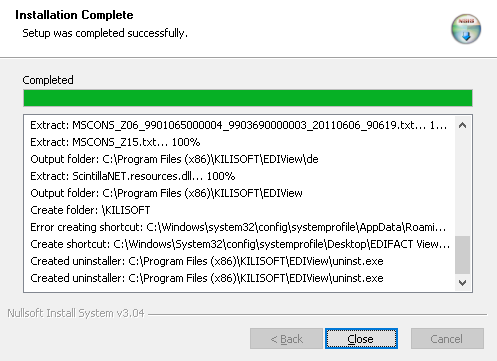 Installation Complete
Setup was completed successfully.
Completed
Extract: MSCONS_Z06_9901065000004_9903690000003_20110606_90619.txt... 1...
Extract: MSCONS_Z15.txt... 100%
Output folder: C:\Program Files (x86)\KILISOFT\EDIView\de
Extract: ScintillaNET.resources.dll... 100%
Output folder: C:\Program Files (x86)\KILISOFT\EDIView
Create folder: \KILISOFT
Error creating shortcut: C:\Windows\system32\config\systemprofile\AppData\Roami...
Create shortcut: C:\Windows\System32\config\systemprofile\Desktop\EDIFACT View...
Created uninstaller: C:\Program Files (x86)\KILISOFT\EDIView\uninst.exe
Created uninstaller: C:\Program Files (x86)\KILISOFT\EDIView\uninst.exe
Nullsoft Install System v3.04
< Back
Close
Cancel